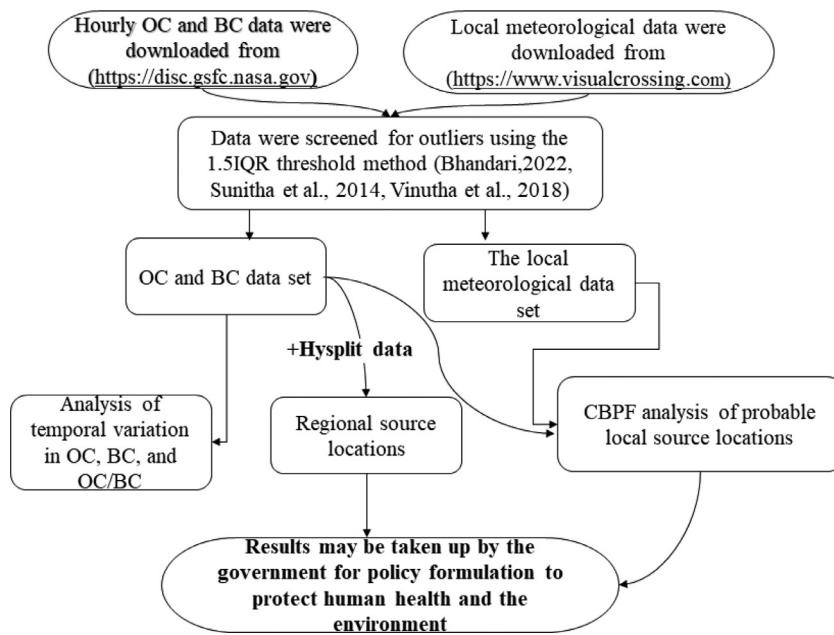 Hourly OC and BC data were
downloaded from
(https://disc.gsfc.nasa.gov)
Local meteorological data were
downloaded from
(https://www.visualcrossing.com)
Data were screened for outliers using the
1.5IQR threshold method (Bhandari,2022,
Sunitha et al., 2014, Vinutha et al., 2018)
OC and BC data set
The local
meteorological data
set
+Hysplit data
Analysis of
temporal variation
in OC, BC, and
OC/BC
Regional source
locations
CBPF analysis of probable
local source locations
Results may be taken up by the
government for policy formulation to
protect human health and the
environment